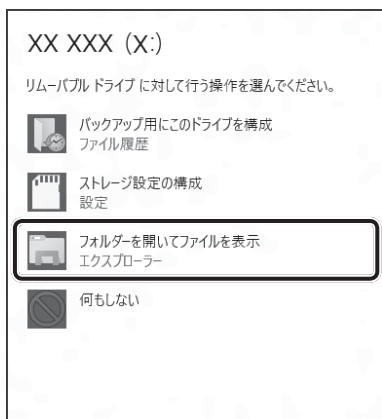 XX XXX (X:)
リムーバブル ドライブ に対して行う操作を選んでください。
バックアップ用にこのドライブを構成
ファイル履歴
ストレージ設定の構成
設定
フォルダーを開いてファイルを表示
エクスプローラー
何もしない